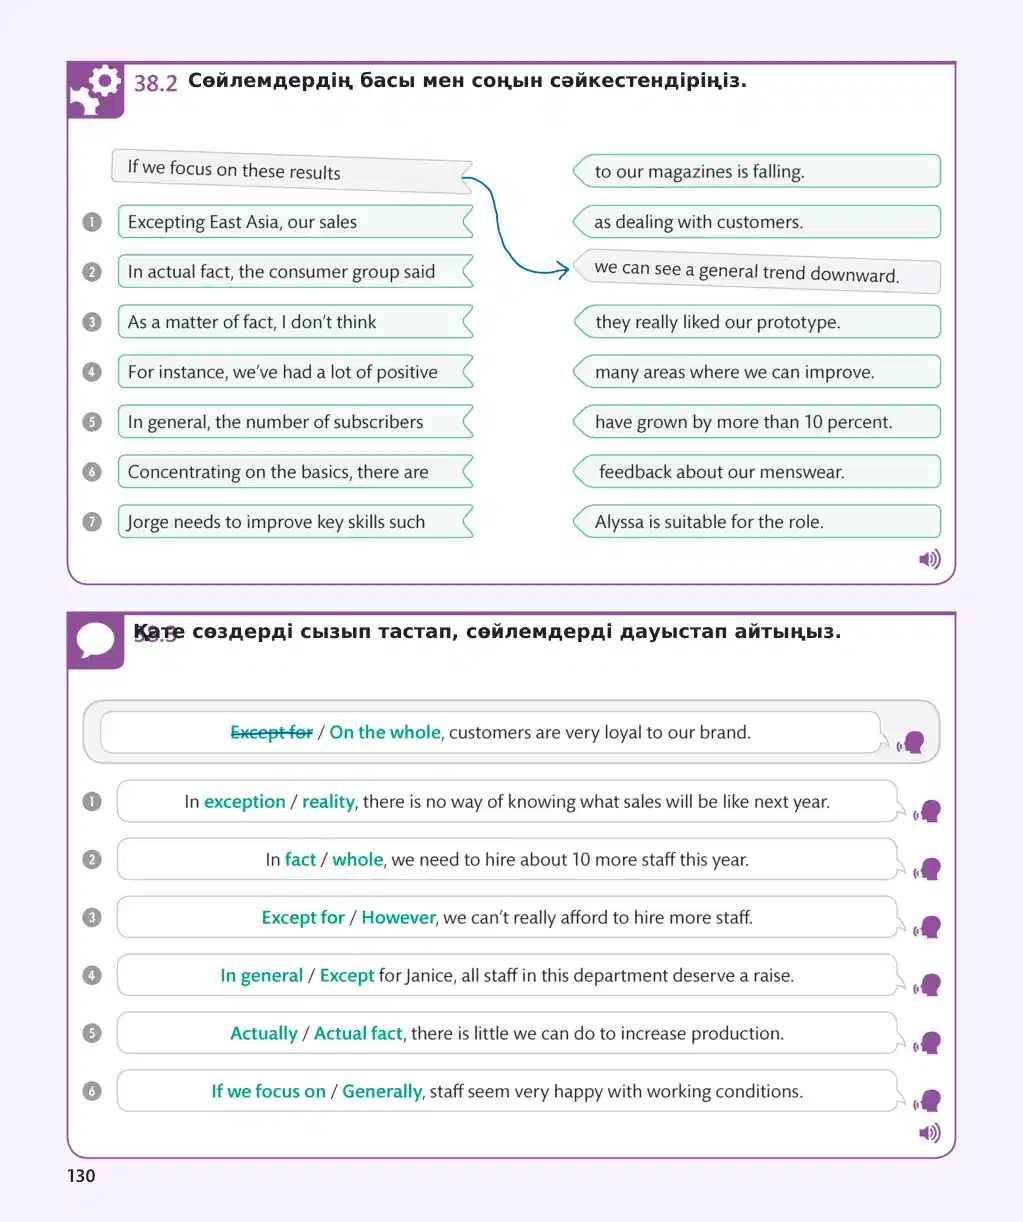 38.2 Сөйлемдердің басы мен соңын сәйкестендіріңіз.
If we focus on these results
to our magazines is falling.
1 Excepting East Asia, our sales
as dealing with customers.
2 In actual fact, the consumer group said
we can see a general trend downward.
3 As a matter of fact, I don't think
they really liked our prototype.
4 For instance, we've had a lot of positive
many areas where we can improve.
5 In general, the number of subscribers
have grown by more than 10 percent.
6 Concentrating on the basics, there are
feedback about our menswear.
7 Jorge needs to improve key skills such
Alyssa is suitable for the role.
38.3 Қате сөздерді сызып тастап, сөйлемдерді дауыстап айтыңыз.
Except for / On the whole, customers are very loyal to our brand.
1 In exception / reality, there is no way of knowing what sales will be like next year.
2 In fact / whole, we need to hire about 10 more staff this year.
3 Except for / However, we can't really afford to hire more staff.
4 In general / Except for Janice, all staff in this department deserve a raise.
5 Actually / Actual fact, there is little we can do to increase production.
6 If we focus on / Generally, staff seem very happy with working conditions.
130